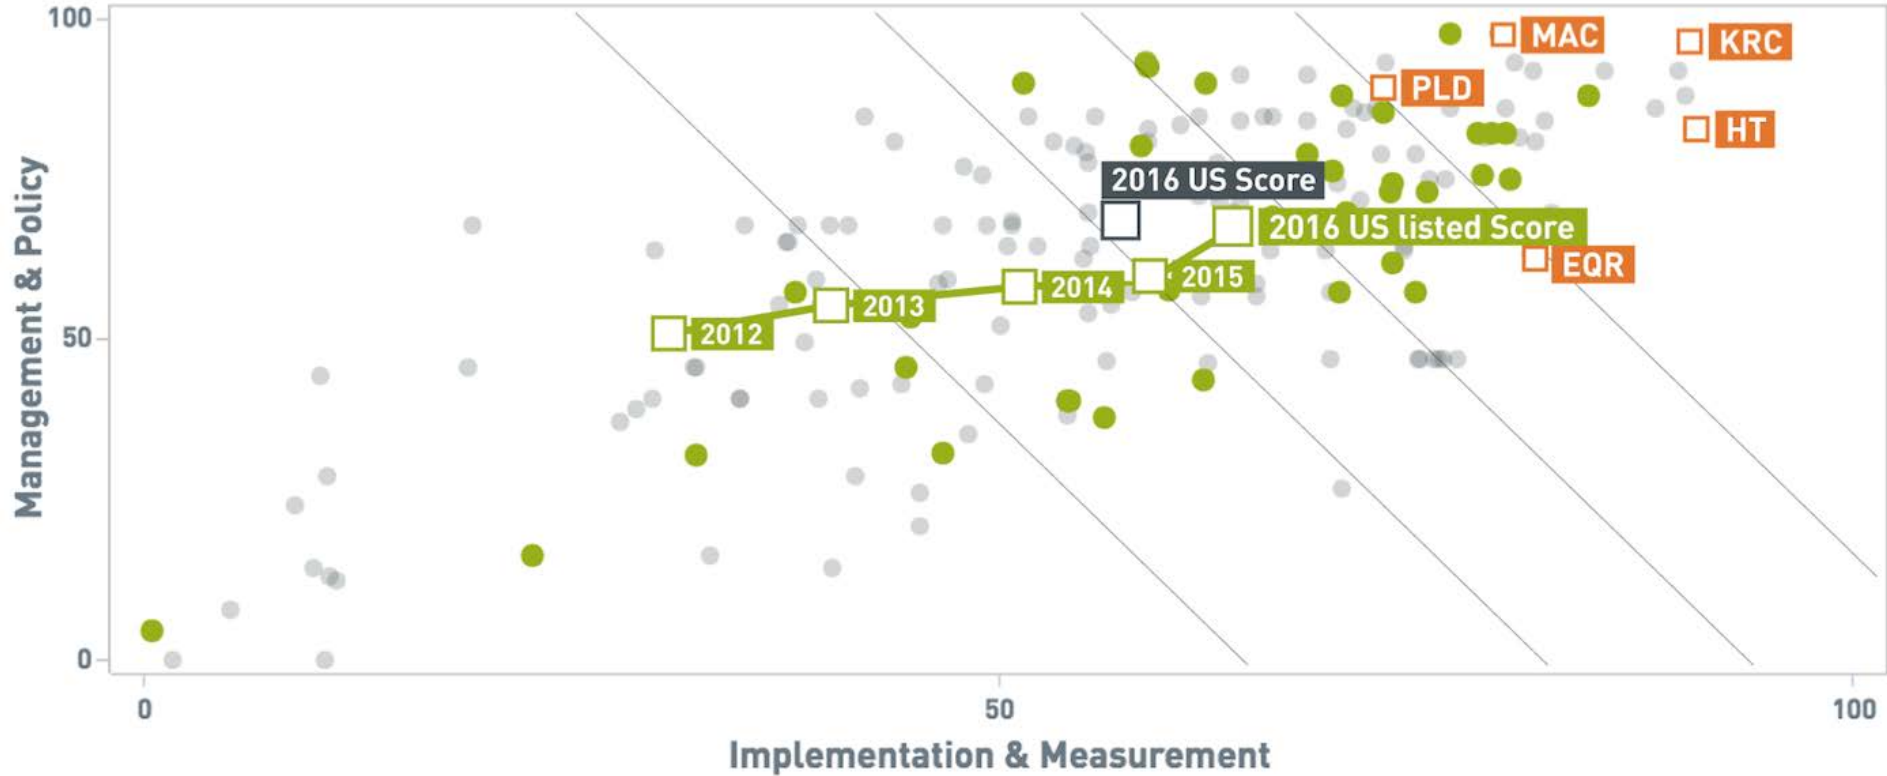 100
MAC
KRC
PLD
HT
2016 US Score
2016 US listed Score
EQR
2015
2014
2013
2012
50
0
Management & Policy
0
50
100
Implementation & Measurement